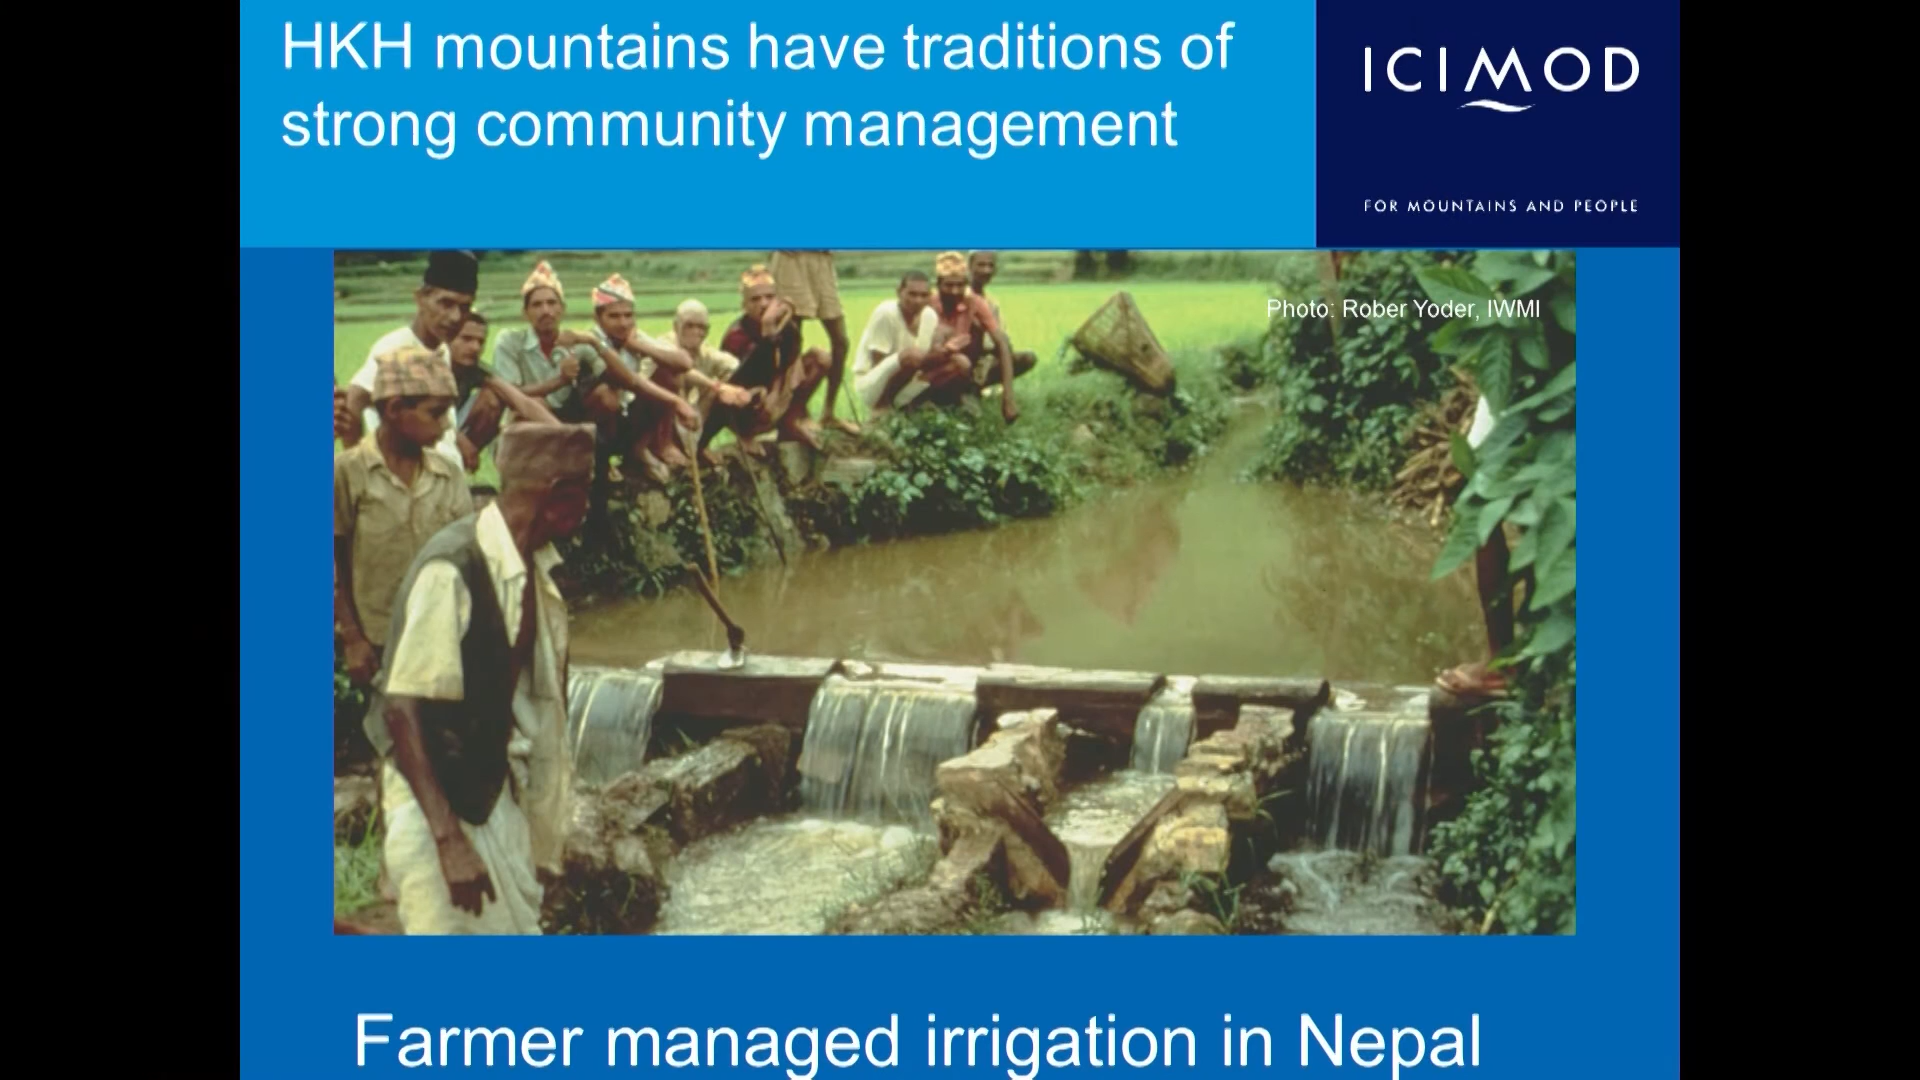 HKH mountains have traditions of
strong community management
ICIMOD
FOR MOUNTAINS AND PEOPLE
Photo: Rober Yoder, IWMI
Farmer managed irrigation in Nepal